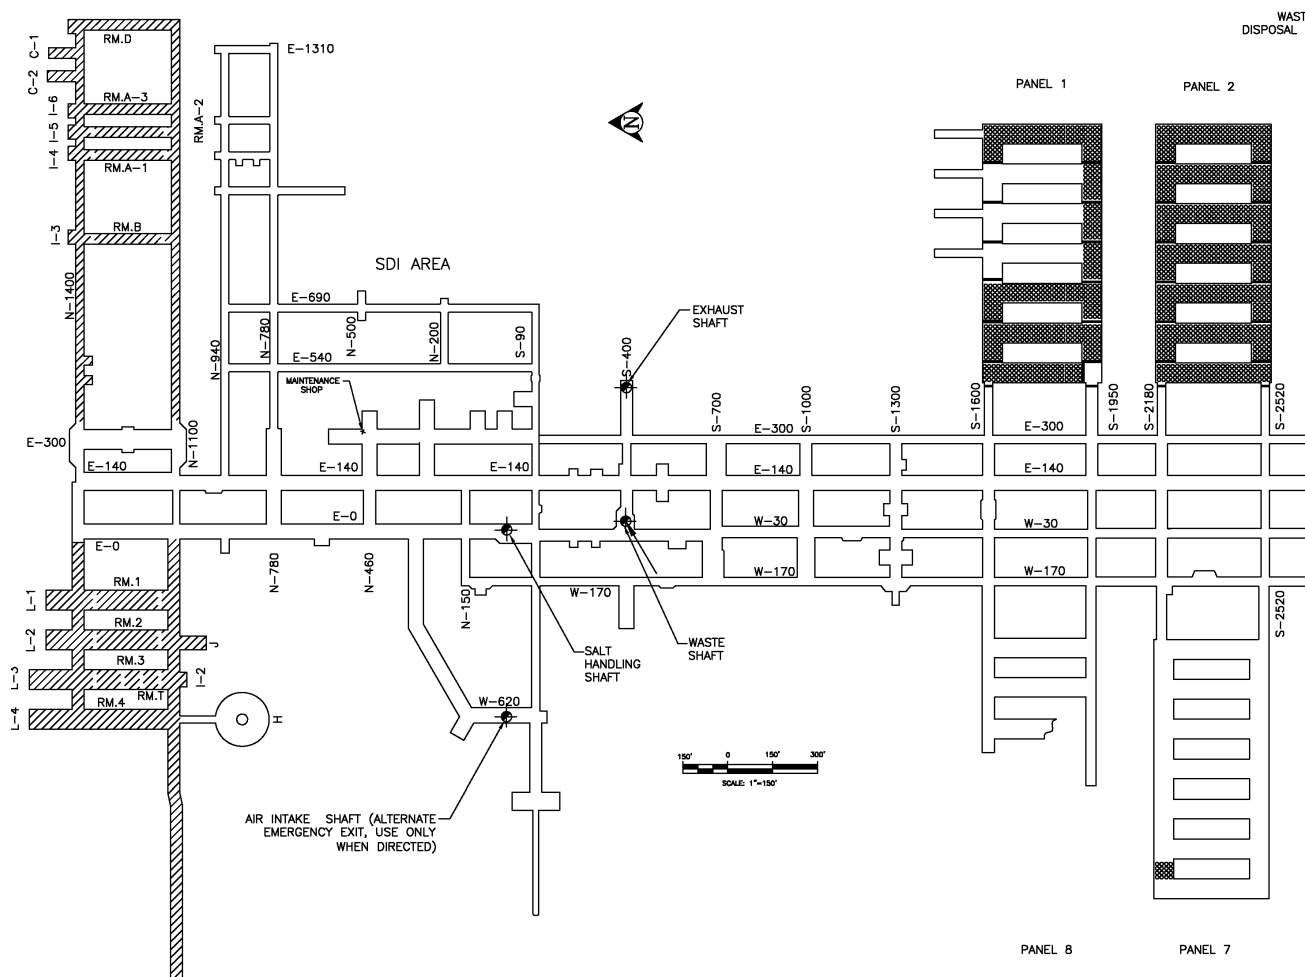 WAST
DISPOSAL
C-1
C-2
RM.D
RM.A-3
I-6
I-5
I-4
RM.A-1
I-3
RM.B
N-1400
E-1310
RM.A-2
N
PANEL 1
PANEL 2
SDI AREA
E-690
N-940
N-780
N-500
N-200
S-90
E-540
MAINTENANCE
SHOP
EXHAUST
SHAFT
S-400
S-700
S-1000
S-1300
S-1600
S-1950
S-2180
S-2520
E-300
E-300
E-300
N-1100
E-140
E-140
E-140
E-140
E-140
E-0
E-0
W-30
W-30
N-780
N-460
N-150
W-170
W-170
W-170
S-2520
L-1
RM.1
L-2
RM.2
J
L-3
RM.3
RM.T
I-2
L-4
RM.4
H
SALT
HANDLING
SHAFT
WASTE
SHAFT
W-620
150'
0
150'
300'
SCALE: 1"=150'
AIR INTAKE SHAFT (ALTERNATE
EMERGENCY EXIT, USE ONLY
WHEN DIRECTED)
PANEL 8
PANEL 7